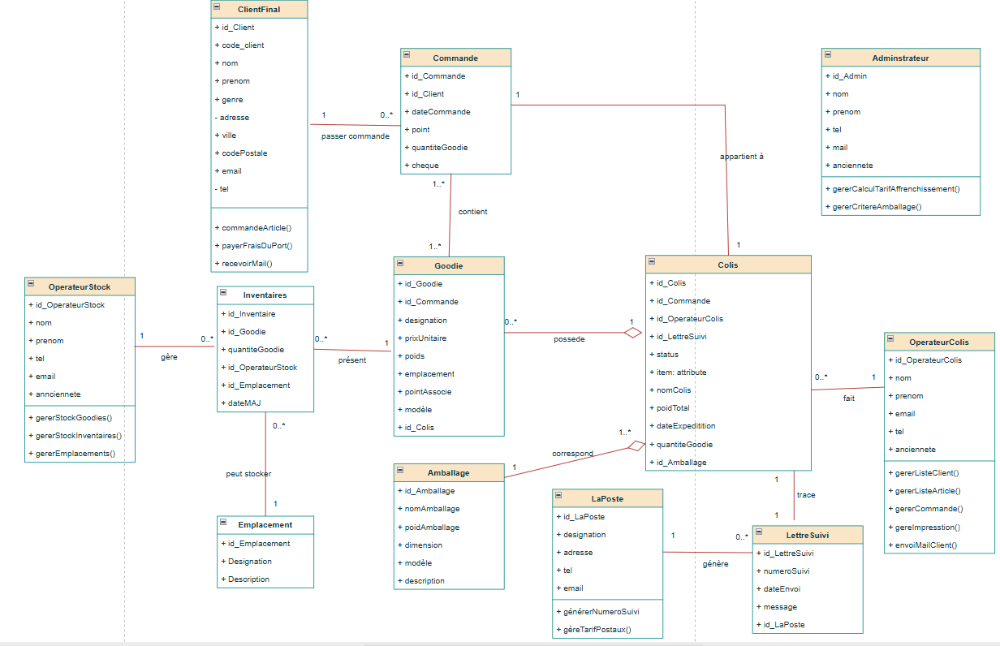 ClientFinal
+ id_Client
+ code_client
+ nom
+ prenom
+ genre
- adresse
+ ville
+ codePostale
+ email
- tel
+ commandeArticle()
+ payerFraisDuPort()
+ recevoirMail()
1
0..*
passer commande
Commande
+ id_Commande
+ id_Client
+ dateCommande
+ point
+ quantiteGoodie
+ cheque
1
appartient à
1
Adminstrateur
+ id_Admin
+ nom
+ prenom
+ tel
+ mail
+ anciennete
+ gererCalculTarifAffrenchissement()
+ gererCritereAmballage()
1..*
contient
1..*
OperateurStock
+ id_OperateurStock
+ nom
+ prenom
+ tel
+ email
+ annciennete
+ gererStockGoodies()
+ gererStockInventaires()
+ gererEmplacements()
1
0..*
gère
Inventaires
+ id_Inventaire
+ id_Goodie
+ quantiteGoodie
+ id_OperateurStock
+ id_Emplacement
+ dateMAJ
0..*
1
présent
Goodie
+ id_Goodie
+ id_Commande
+ designation
+ prixUnitaire
+ poids
+ emplacement
+ pointAssocie
+ modèle
+ id_Colis
0..*
1
possede
Colis
+ id_Colis
+ id_Commande
+ id_OperateurColis
+ id_LettreSuivi
+ status
+ item: attribute
+ nomColis
+ poidTotal
+ dateExpedition
+ quantiteGoodie
+ id_Amballage
0..*
1
fait
OperateurColis
+ id_OperateurColis
+ nom
+ prenom
+ email
+ tel
+ anciennete
+ gererListeClient()
+ gererListeArticle()
+ gererCommande()
+ gereImpresstion()
+ envoiMailClient()
0..*
peut stocker
1
Emplacement
+ id_Emplacement
+ Designation
+ Description
1..*
correspond
1
Amballage
+ id_Amballage
+ nomAmballage
+ poidAmballage
+ dimension
+ modèle
+ description
LaPoste
+ id_LaPoste
+ designation
+ adresse
+ tel
+ email
+ générerNumeroSuivi
+ gèreTarifPostaux()
1
0..*
génère
1
trace
1
LettreSuivi
+ id_LettreSuivi
+ numeroSuivi
+ dateEnvoi
+ message
+ id_LaPoste